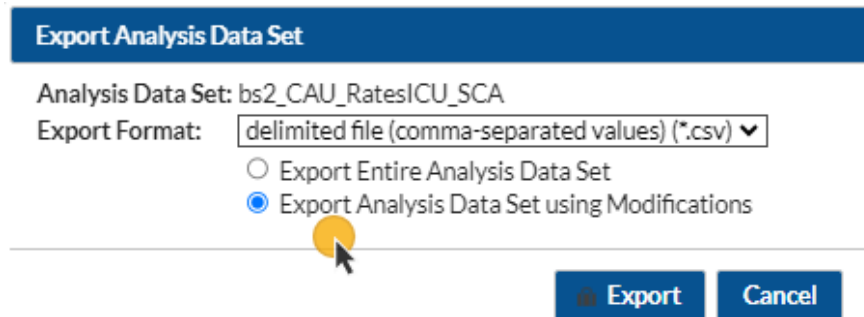 Export Analysis Data Set
Analysis Data Set: bs2_CAU_RatesICU_SCA
Export Format: delimited file (comma-separated values) (*.csv)
Export Entire Analysis Data Set
Export Analysis Data Set using Modifications
Export Cancel